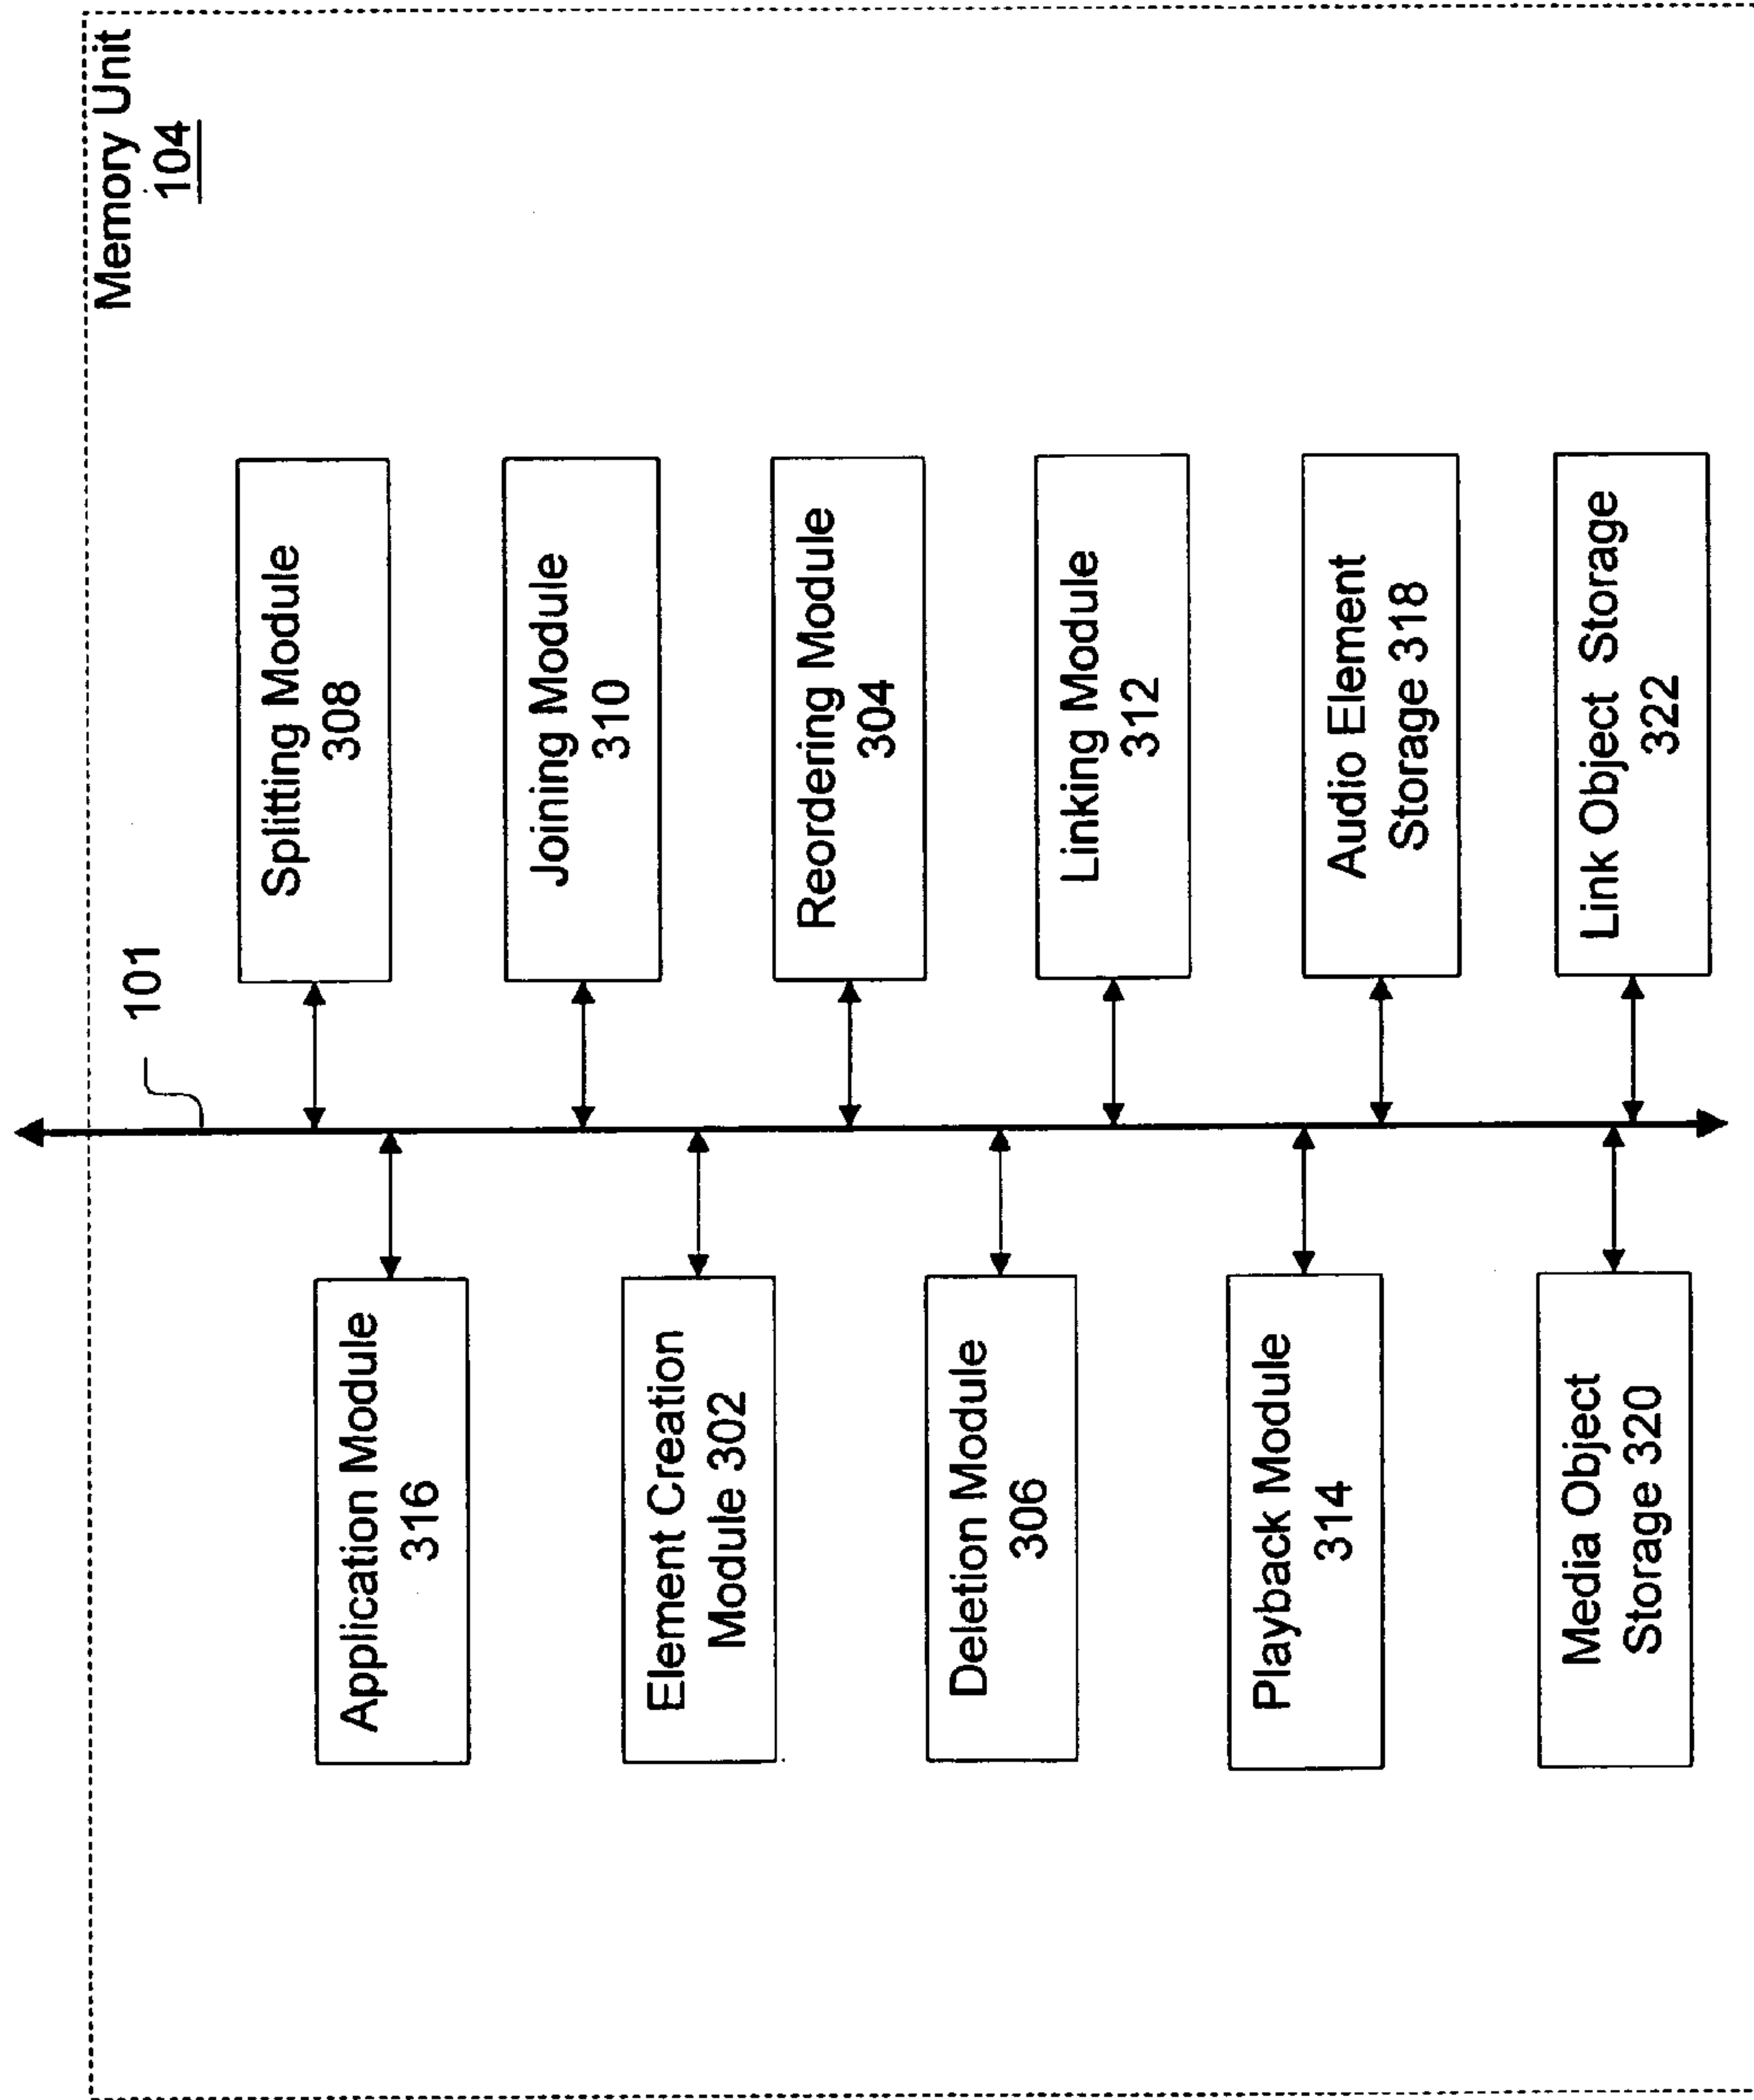 Memory Unit
104
101
Application Module
316
Element Creation
Module 302
Deletion Module
306
Playback Module
314
Media Object
Storage 320
Splitting Module
308
Joining Module
310
Reordering Module
304
Linking Module
312
Audio Element
Storage 318
Link Object Storage
322